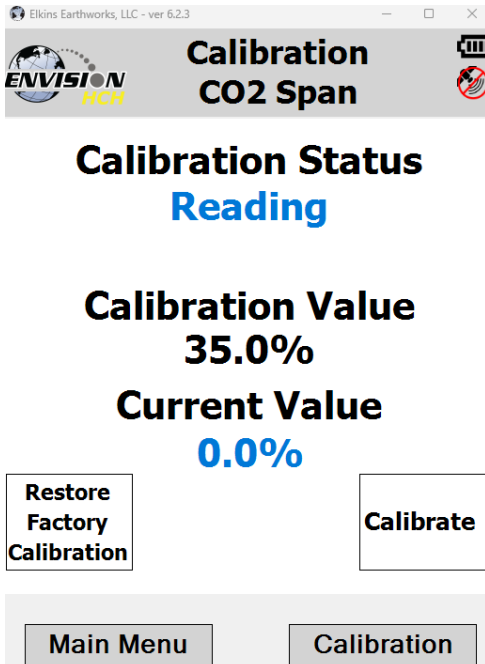 Elkins Earthworks, LLC - ver 6.2.3
ENVISION
HCH
Calibration
CO2 Span
Calibration Status
Reading
Calibration Value
35.0%
Current Value
0.0%
Restore
Factory
Calibration
Calibrate
Main Menu
Calibration